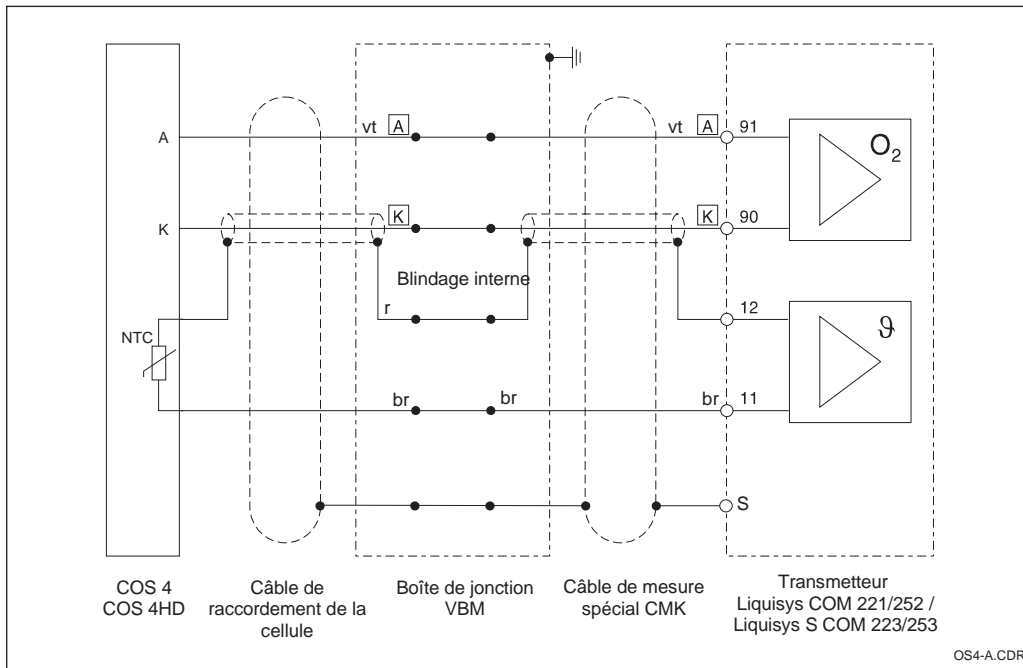 A
vt
A
vt
A
91
O2
K
K
K
90
Blindage interne
r
12
NTC
ϑ
br
br
br
11
S
COS 4
COS 4HD
Câble de
raccordement de la
cellule
Boîte de jonction
VBM
Câble de mesure
spécial CMK
Transmetteur
Liquisys COM 221/252 /
Liquisys S COM 223/253
OS4-A.CDR